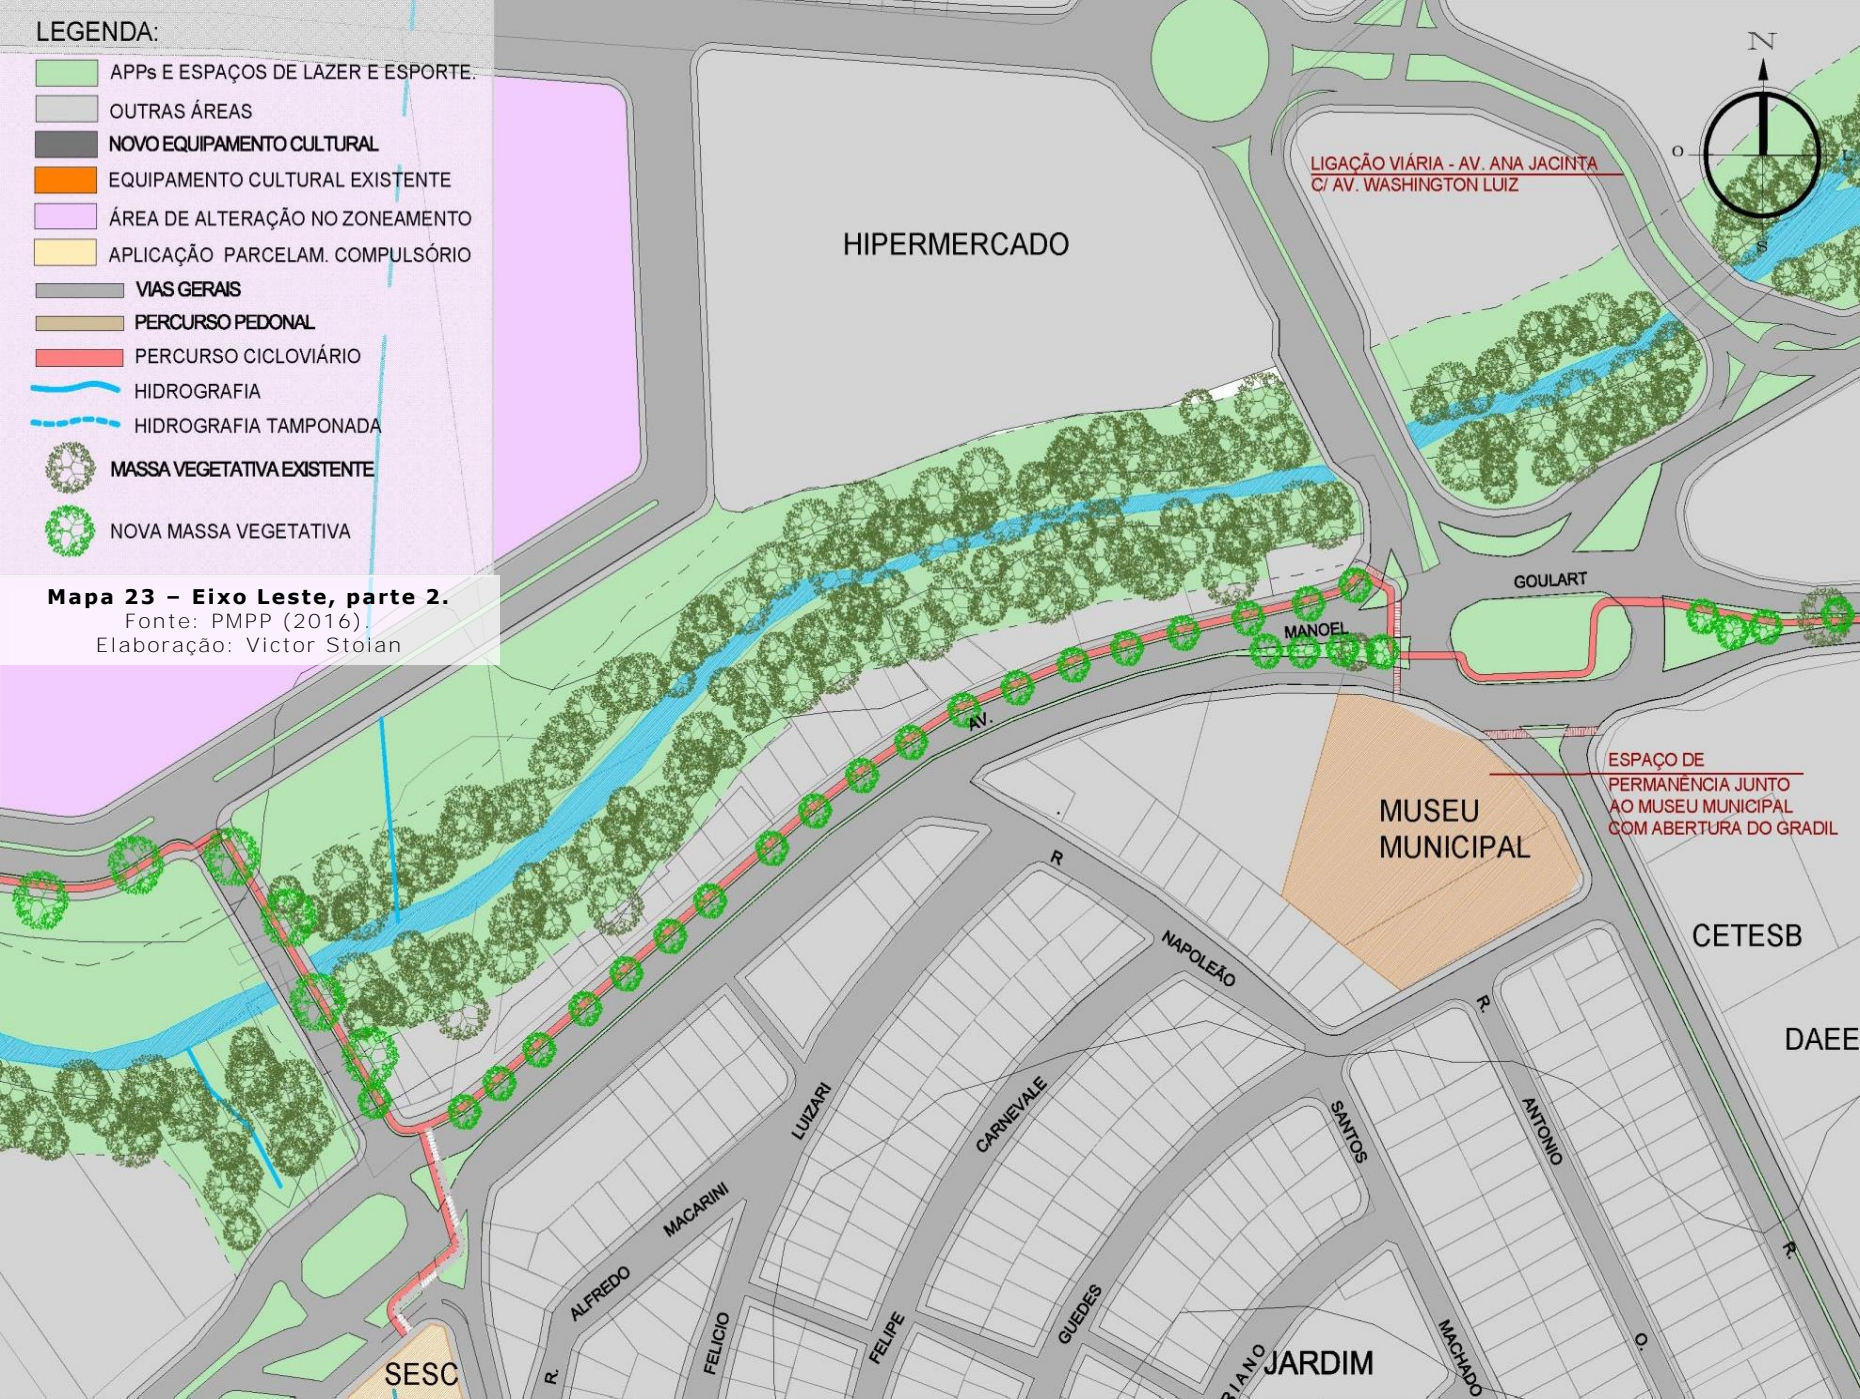 LEGENDA:
APPs E ESPAÇOS DE LAZER E ESPORTE.
OUTRAS ÁREAS
NOVO EQUIPAMENTO CULTURAL
EQUIPAMENTO CULTURAL EXISTENTE
ÁREA DE ALTERAÇÃO NO ZONEAMENTO
APLICAÇÃO PARCELAM. COMPULSÓRIO
VIAS GERAIS
PERCURSO PEDONAL
PERCURSO CICLOVIÁRIO
HIDROGRAFIA
HIDROGRAFIA TAMPONADA
MASSA VEGETATIVA EXISTENTE
NOVA MASSA VEGETATIVA
Mapa 23 – Eixo Leste, parte 2.
Fonte: PMPP (2016).
Elaboração: Victor Stoian
N
O
L
S
LIGAÇÃO VIÁRIA - AV. ANA JACINTA
C/ AV. WASHINGTON LUIZ
HIPERMERCADO
AV.
MANOEL
GOULART
ESPAÇO DE
PERMANÊNCIA JUNTO
AO MUSEU MUNICIPAL
COM ABERTURA DO GRADIL
MUSEU
MUNICIPAL
CETESB
DAEE
R
NAPOLEÃO
R.
ANTONIO
O.
R.
SANTOS
MACHADO
LUIZARI
FELICIO
CARNEVALE
FELIPE
GUEDES
RIANO
R.
ALFREDO
MACARINI
JARDIM
SESC